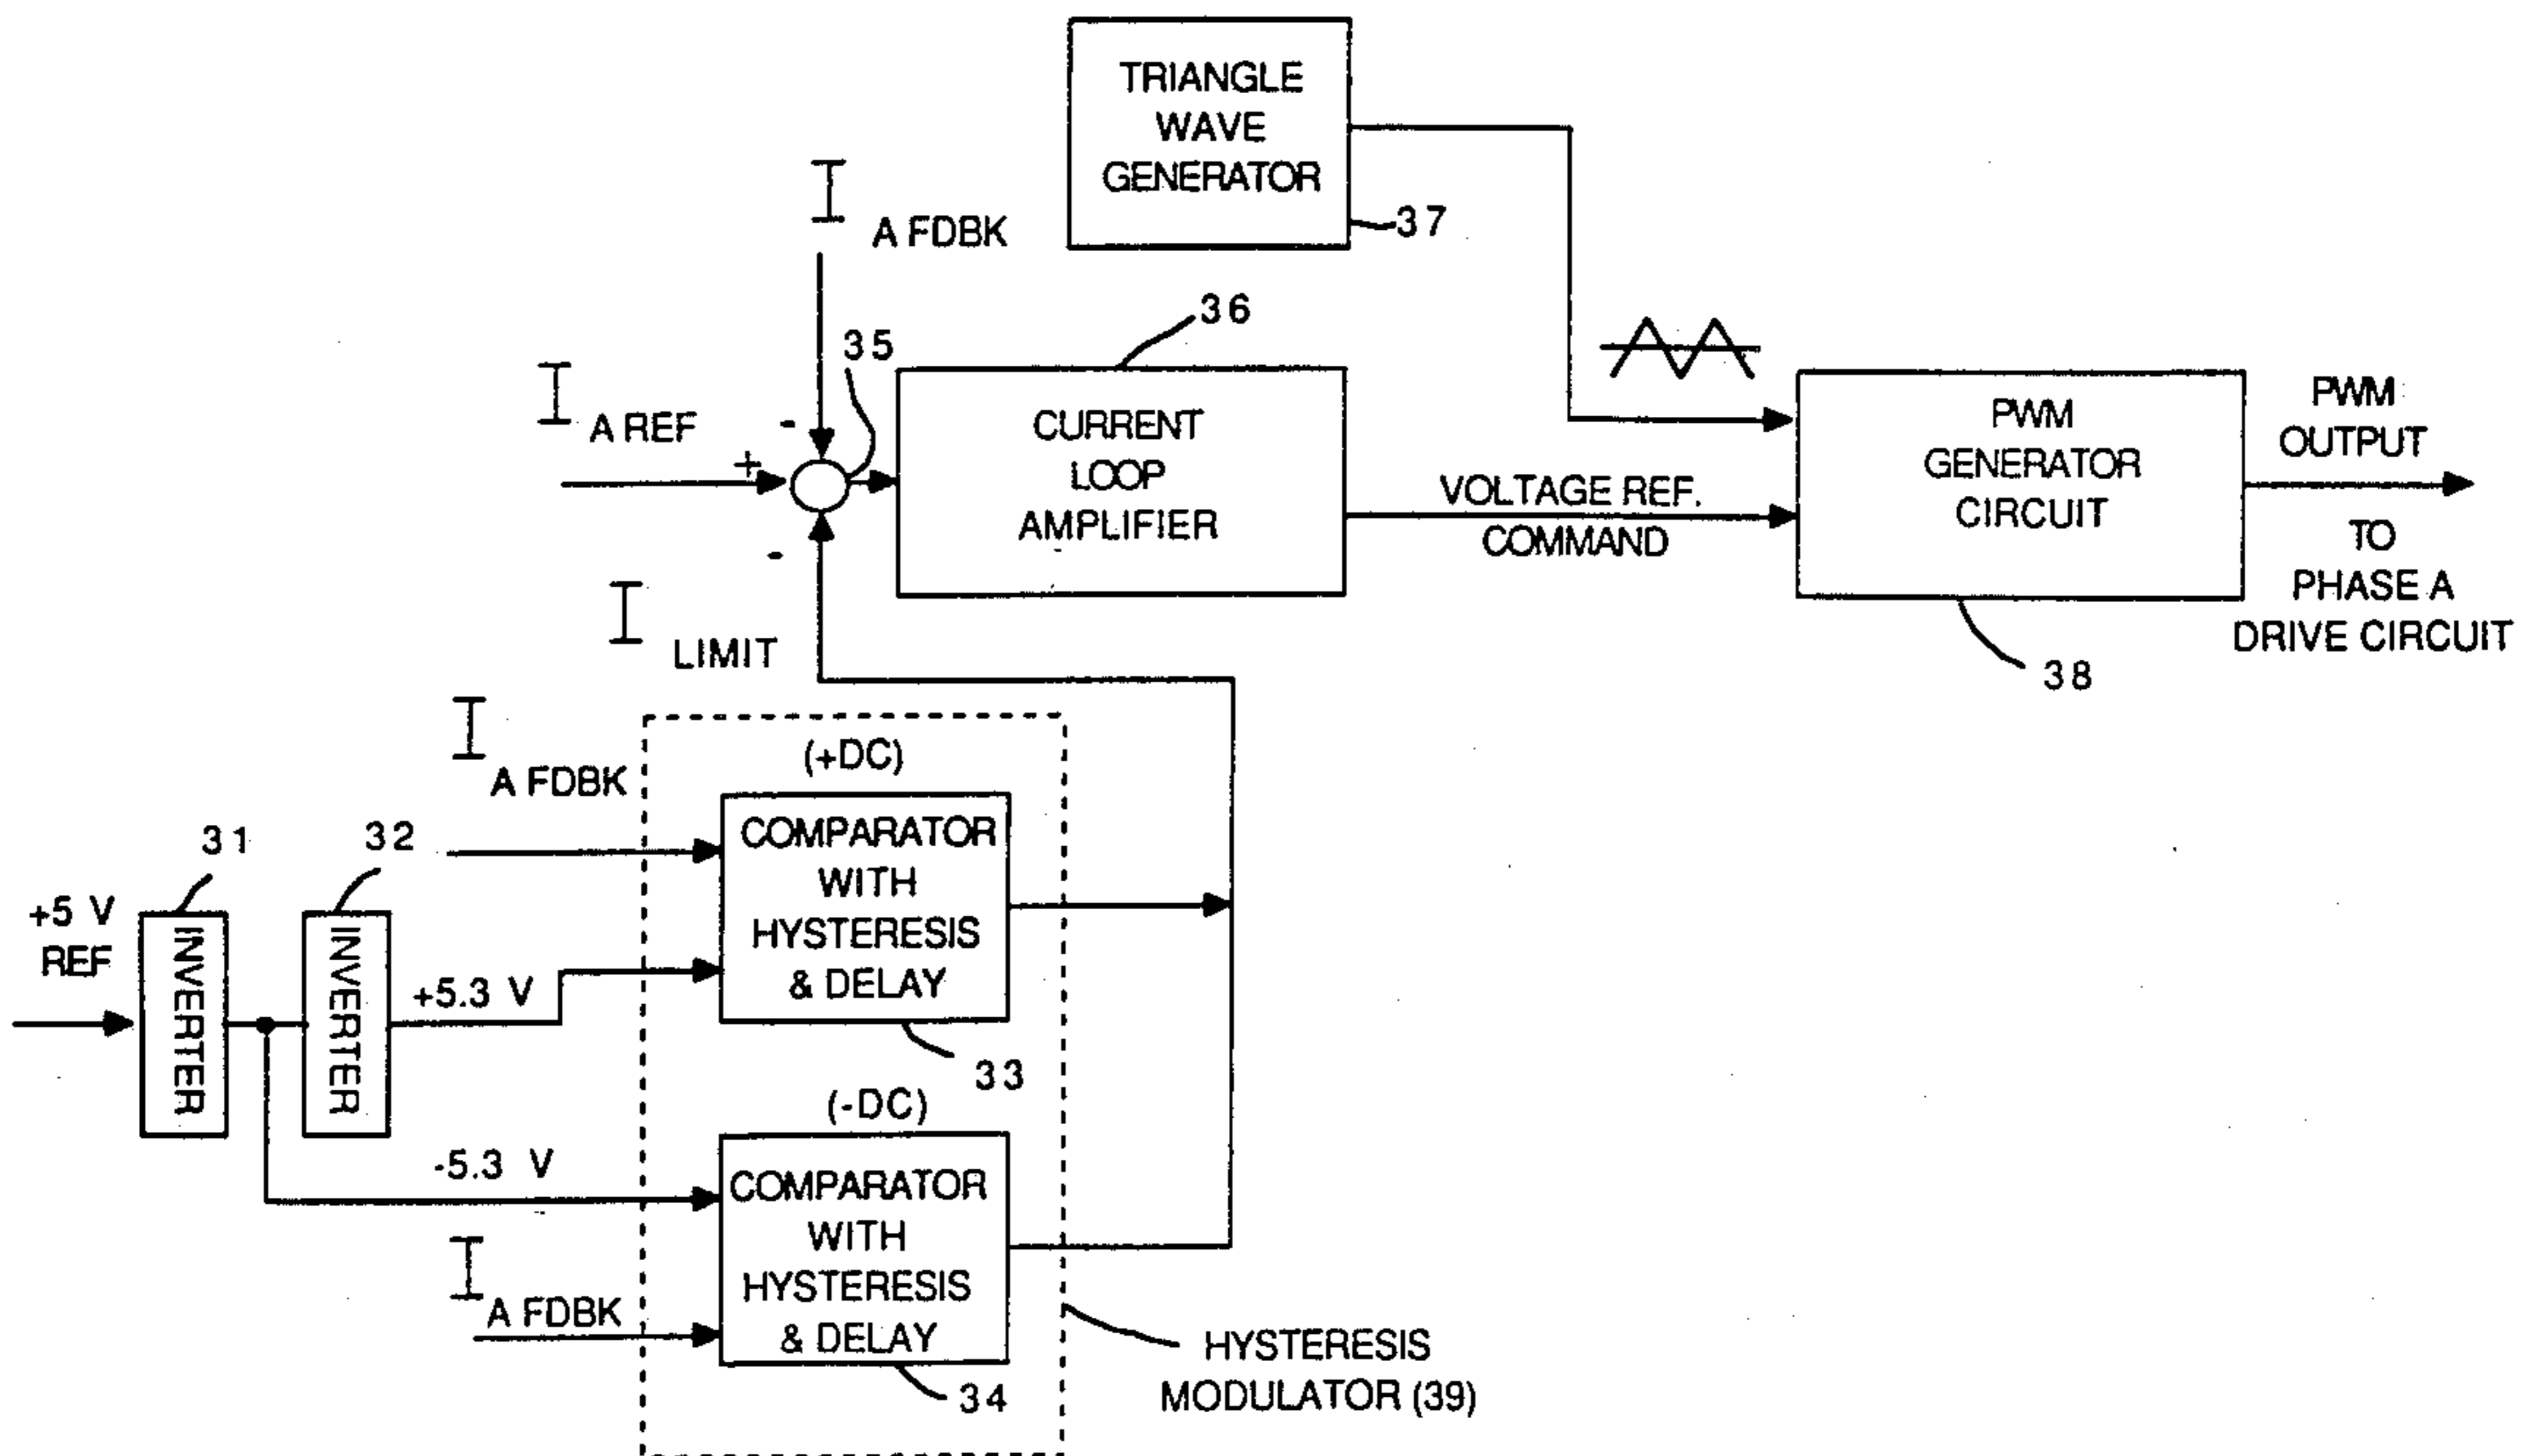 TRIANGLE
WAVE
GENERATOR
37
I A FDBK
36
35
I A REF
+
-
-
CURRENT
LOOP
AMPLIFIER
VOLTAGE REF.
COMMAND
PWM
GENERATOR
CIRCUIT
38
PWM
OUTPUT
TO
PHASE A
DRIVE CIRCUIT
I LIMIT
I A FDBK
(+DC)
COMPARATOR
WITH
HYSTERESIS
& DELAY
33
31
32
+5 V
REF
INVERTER
INVERTER
+5.3 V
-5.3 V
(-DC)
COMPARATOR
WITH
HYSTERESIS
& DELAY
34
I A FDBK
HYSTERESIS
MODULATOR (39)